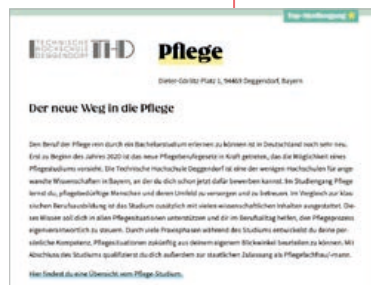 Top-Studiengang
TECHNISCHE
HOCHSCHULE
DEGGENDORF
THD
Pflege
Dieter-Görlitz-Platz 1, 94469 Deggendorf, Bayern
Der neue Weg in die Pflege
Den Beruf der Pflege rein durch ein Bachelorstudium erlernen zu können ist in Deutschland noch sehr neu.
Erst zu Beginn des Jahres 2020 ist das neue Pflegeberufegesetz in Kraft getreten, das die Möglichkeit eines
Pflegestudiums vorsieht. Die Technische Hochschule Deggendorf ist eine der wenigen Hochschulen für ange
wandte Wissenschaften in Bayern, an der du dich schon jetzt dafür bewerben kannst. Im Studiengang Pflege
lernst du, pflegebedürftige Menschen und deren Umfeld zu versorgen und zu betreuen. Im Vergleich zur klas
sischen Berufsausbildung ist das Studium zusätzlich mit vielen wissenschaftlichen Inhalten ausgestattet. Die
ses Wissen soll dich in allen Pflegesituationen unterstützen und dir im Berufsalltag helfen, den Pflegeprozess
eigenverantwortlich zu steuern. Durch viele Praxisphasen während des Studiums entwickelst du deine per
sönliche Kompetenz, Pflegesituationen zukünftig aus deinem eigenem Blickwinkel beurteilen zu können. Mit
Abschluss des Studiums qualifizierst du dich außerdem zur staatlichen Zulassung als Pflegefachfrau/-mann.
Hier findest du eine Übersicht vom Pflege-Studium.